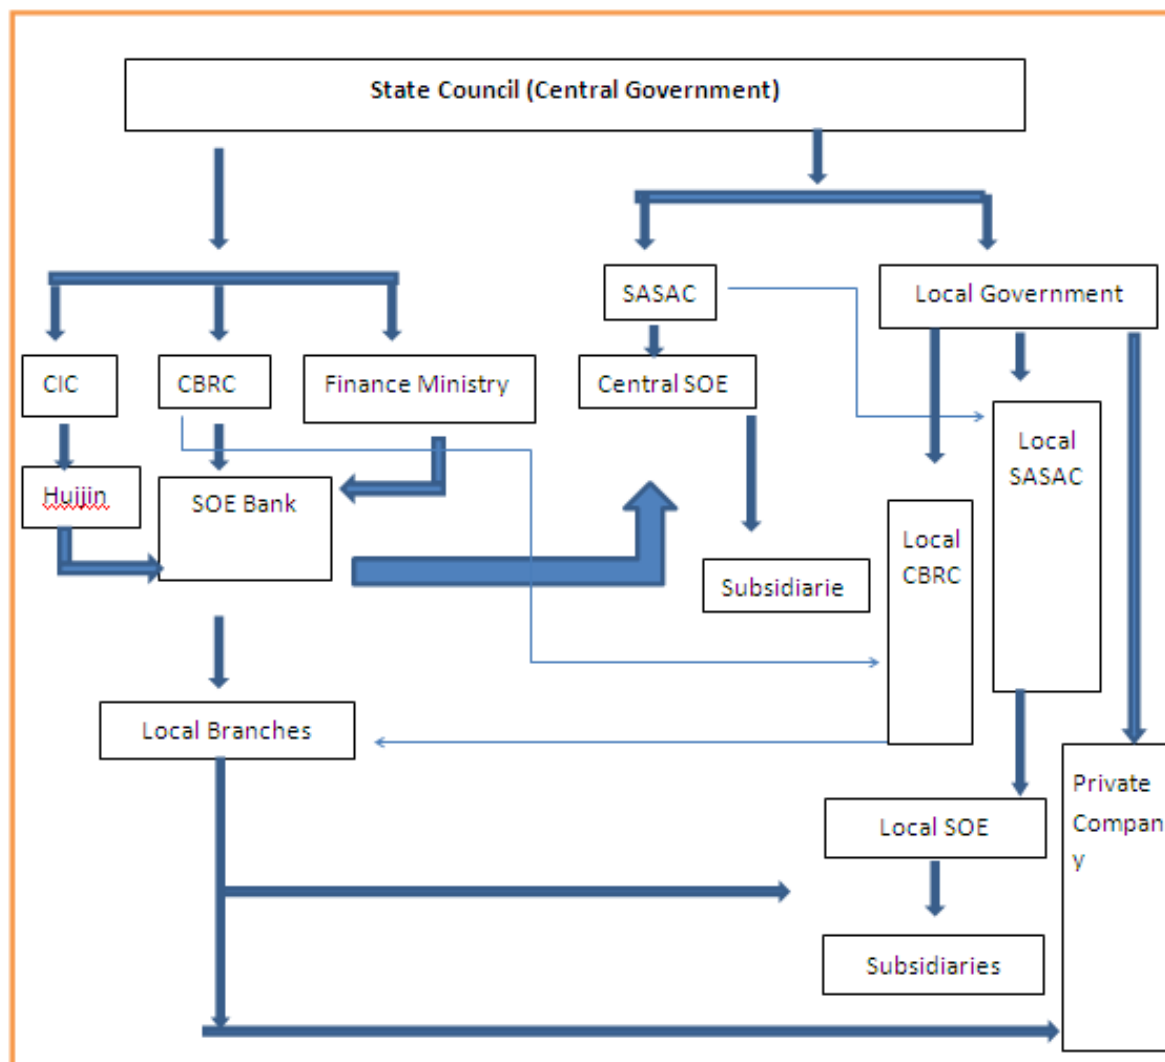 State Council (Central Government)
SASAC
Local Government
CIC
CBRC
Finance Ministry
Central SOE
Local
SASAC
Huijin
SOE Bank
Local
CBRC
Subsidiarie
Local Branches
Private
Compan
y
Local SOE
Subsidiaries